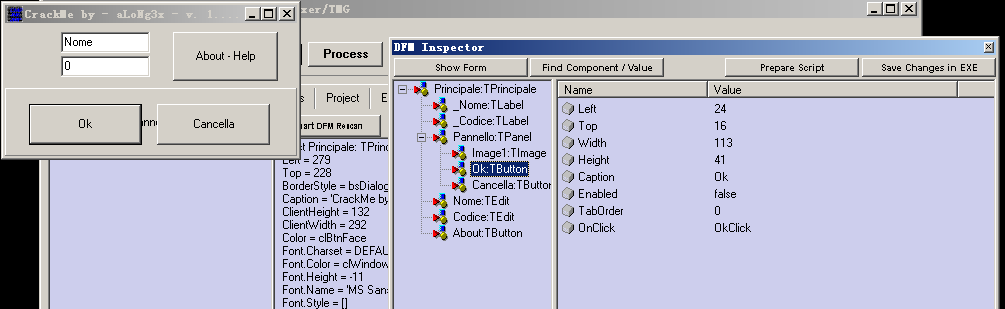 CrackMe by - aLoNg3x - v. 1....
xer/TMG
Nome
0
About - Help
Process
Ok
Cancella
Project
DFM Rescan
Principale: TPrinc
Left = 279
Top = 228
BorderStyle = bsDialog
Caption = 'CrackMe by
ClientHeight = 132
ClientWidth = 292
Color = clBtnFace
Font.Charset = DEFAU
Font.Color = clWindow
Font.Height = -11
Font.Name = 'MS Sans
Font.Style = []
DFM Inspector
Show Form
Find Component / Value
Prepare Script
Save Changes in EXE
Principale:TPrincipale
_Nome:TLabel
_Codice:TLabel
Pannello:TPanel
Image1:TImage
Ok:TButton
Cancella:TButton
Nome:TEdit
Codice:TEdit
About:TButton
Name Value
Left 24
Top 16
Width 113
Height 41
Caption Ok
Enabled false
TabOrder 0
OnClick OkClick